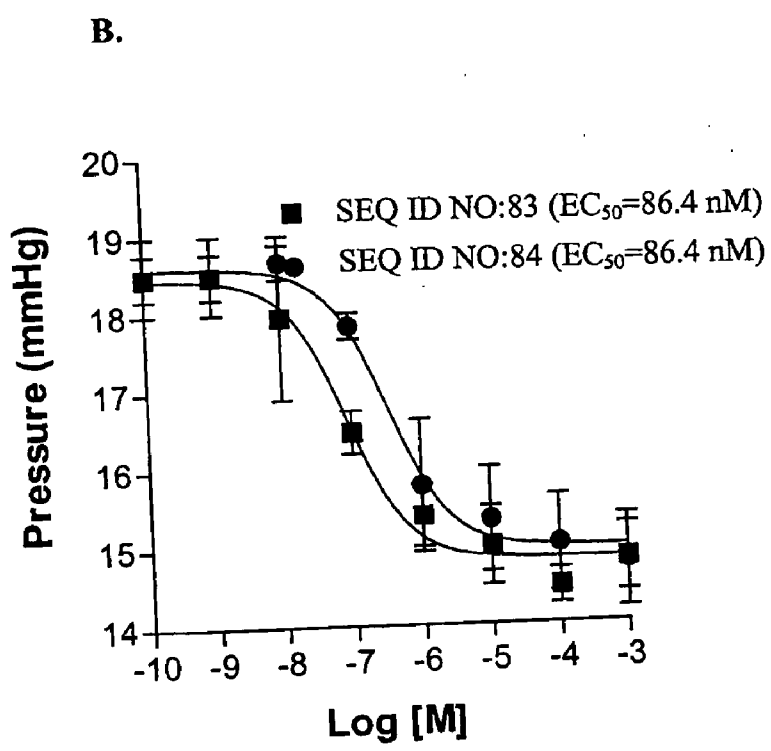 B.
20
SEQ ID NO:83 (EC₅₀=86.4 nM)
19
SEQ ID NO:84 (EC₅₀=86.4 nM)
18
17
16
15
14
-10 -9 -8 -7 -6 -5 -4 -3
Pressure (mmHg)
Log [M]